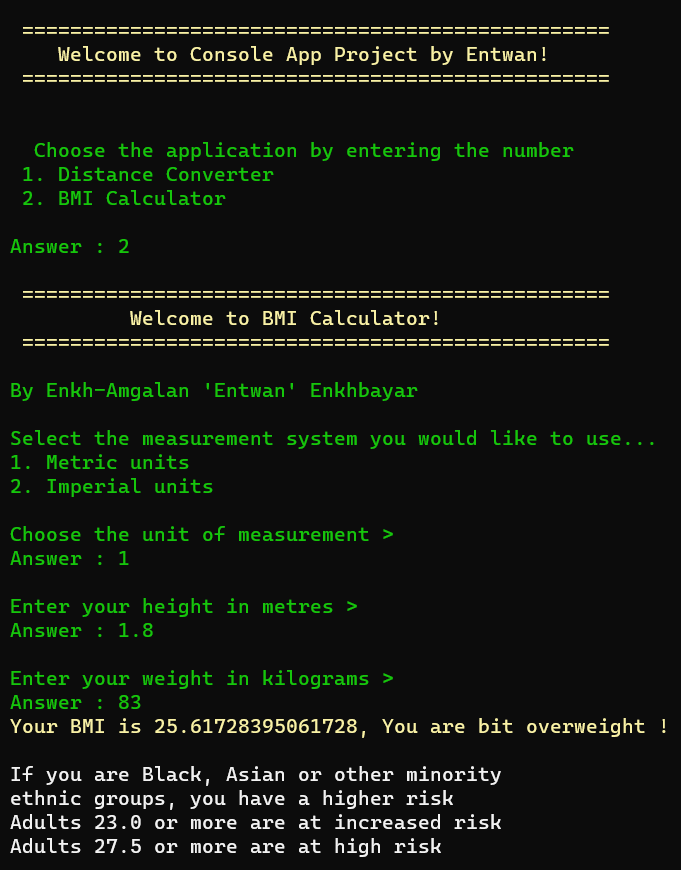 =================================================
Welcome to Console App Project by Entwan!
=================================================
Choose the application by entering the number
1. Distance Converter
2. BMI Calculator
Answer : 2
=================================================
Welcome to BMI Calculator!
=================================================
By Enkh-Amgalan 'Entwan' Enkhbayar
Select the measurement system you would like to use...
1. Metric units
2. Imperial units
Choose the unit of measurement >
Answer : 1
Enter your height in metres >
Answer : 1.8
Enter your weight in kilograms >
Answer : 83
Your BMI is 25.61728395061728, You are bit overweight !
If you are Black, Asian or other minority
ethnic groups, you have a higher risk
Adults 23.0 or more are at increased risk
Adults 27.5 or more are at high risk